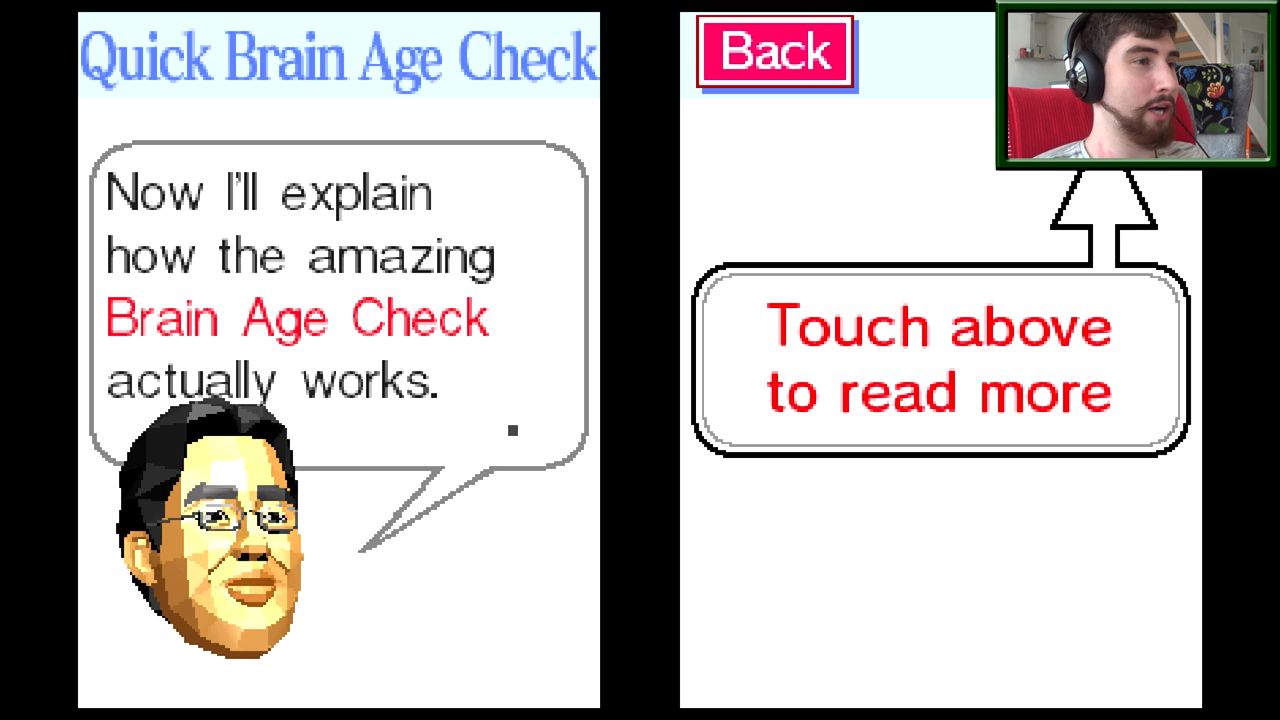 Quick Brain Age Check
Now I'll explain
how the amazing
Brain Age Check
actually works.
Back
Touch above
to read more